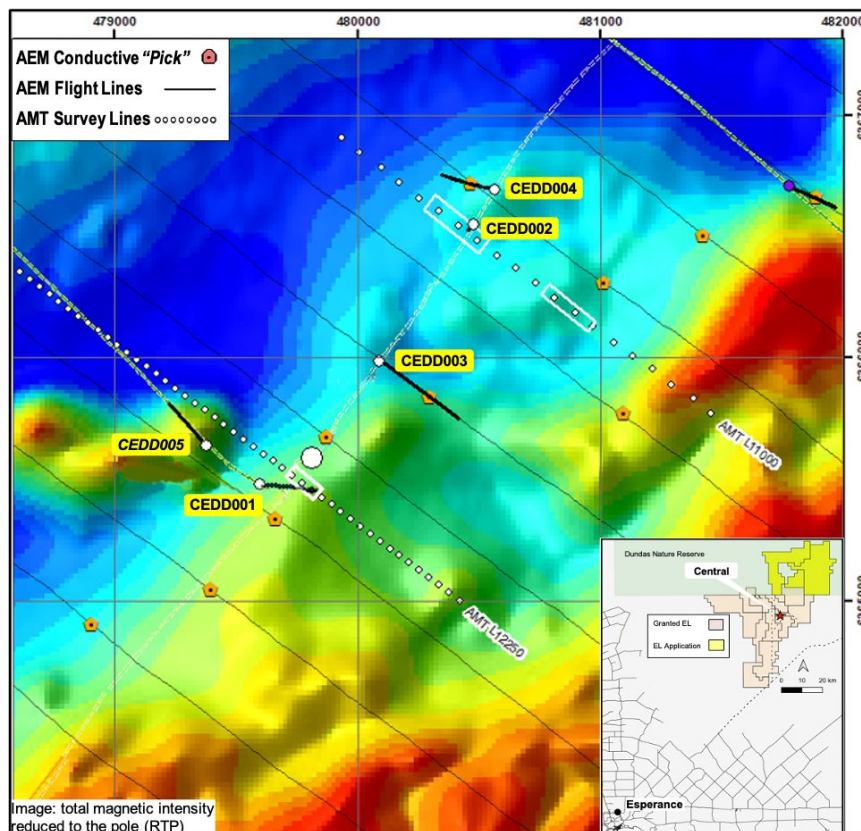 479000
480000
481000
482000
AEM Conductive “Pick”
AEM Flight Lines
AMT Survey Lines
CEDD004
CEDD002
CEDD003
CEDD005
CEDD001
AMT L11000
AMT L12250
Dundas Nature Reserve
Central
Granted EL
EL Application
0 10 20 km
Esperance
Image: total magnetic intensity
reduced to the pole (RTP)